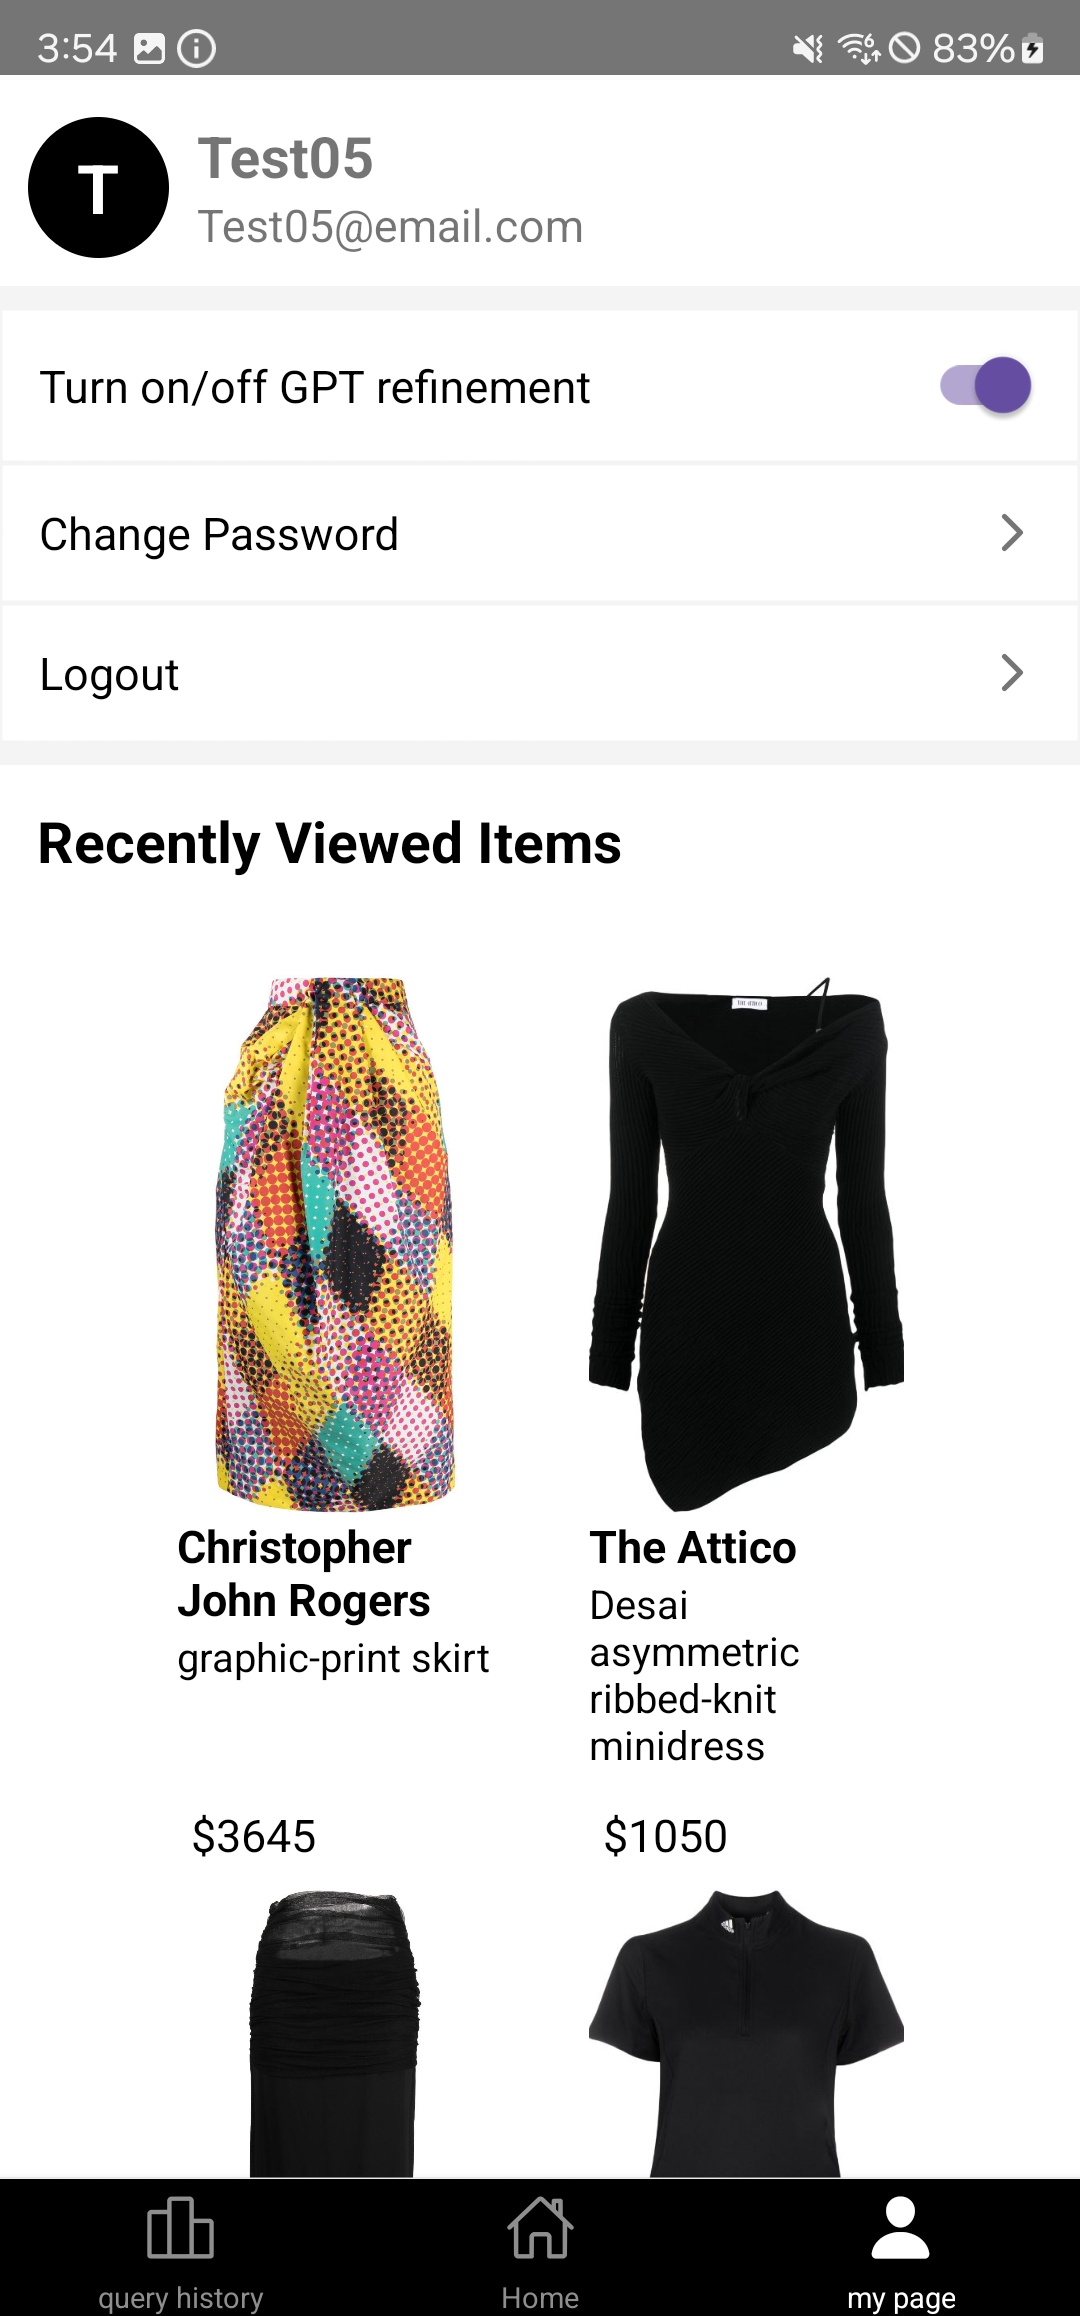 3:54
83%
T
Test05
Test05@email.com
Turn on/off GPT refinement
Change Password
Logout
Recently Viewed Items
Christopher
John Rogers
graphic-print skirt
$3645
The Attico
Desai
asymmetric
ribbed-knit
minidress
$1050
query history
Home
my page